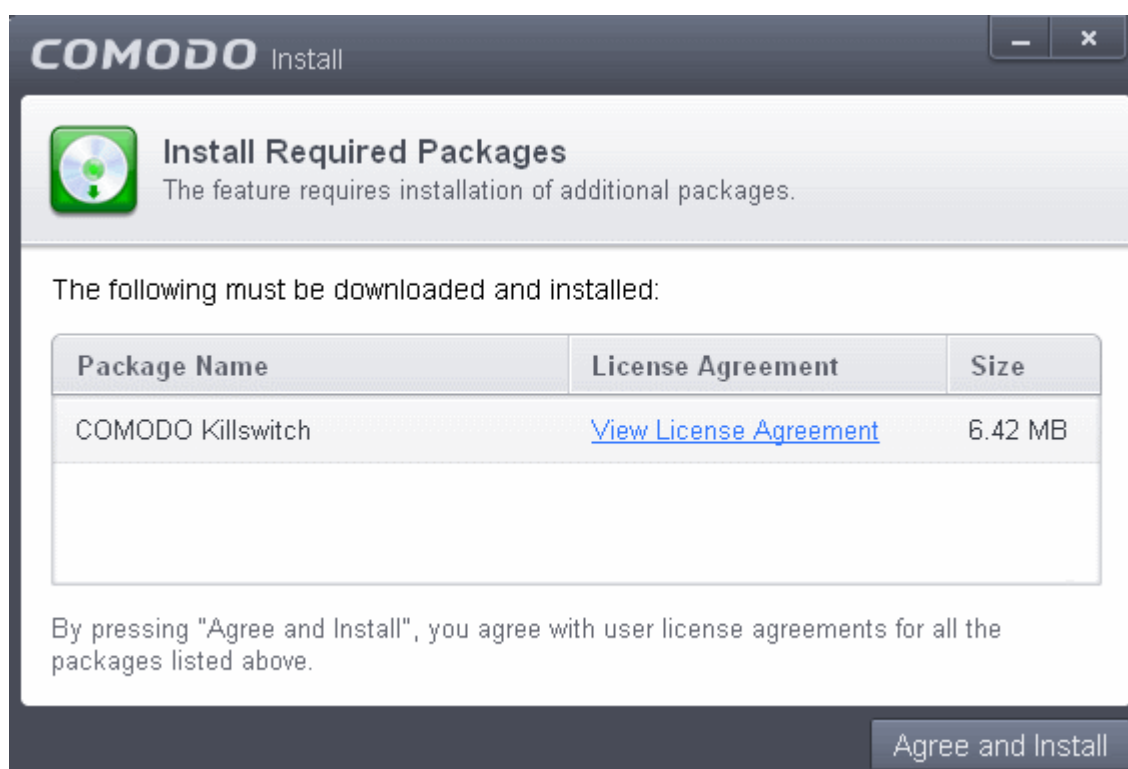 COMODO Install
Install Required Packages
The feature requires installation of additional packages.
The following must be downloaded and installed:
Package Name License Agreement Size
COMODO Killswitch View License Agreement 6.42 MB
By pressing "Agree and Install", you agree with user license agreements for all the
packages listed above.
Agree and Install